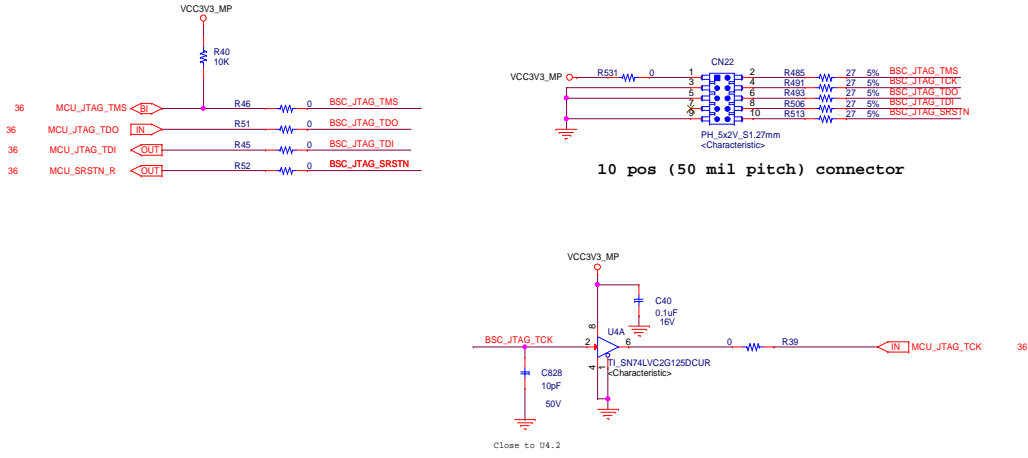 VCC3V3_MP
R40
10K
36 MCU_JTAG_TMS BI R46 0 BSC_JTAG_TMS
36 MCU_JTAG_TDO IN R51 0 BSC_JTAG_TDO
36 MCU_JTAG_TDI OUT R45 0 BSC_JTAG_TDI
36 MCU_SRSTN_R OUT R52 0 BSC_JTAG_SRSTN
CN22
VCC3V3_MP R531 0 1 2 R485 27 5% BSC_JTAG_TMS
3 4 R491 27 5% BSC_JTAG_TCK
5 6 R493 27 5% BSC_JTAG_TDO
7 8 R506 27 5% BSC_JTAG_TDI
9 10 R513 27 5% BSC_JTAG_SRSTN
PH_5x2V_S1.27mm
<Characteristic>
10 pos (50 mil pitch) connector
VCC3V3_MP
C40
0.1uF
16V
8 U4A
BSC_JTAG_TCK 2 6 0 R39 IN MCU_JTAG_TCK 36
4 1 TI_SN74LVC2G125DCUR
<Characteristic>
C828
10pF
50V
Close to U4.2